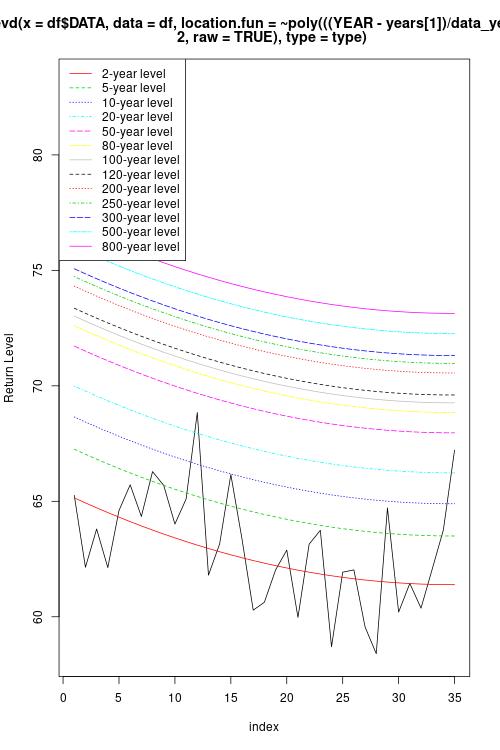 evd(x = df$DATA, data = df, location.fun = ~poly(((YEAR - years[1])/data_ye
2, raw = TRUE), type = type)
2-year level
5-year level
10-year level
20-year level
50-year level
80-year level
100-year level
120-year level
200-year level
250-year level
300-year level
500-year level
800-year level
80
75
70
65
60
Return Level
0 5 10 15 20 25 30 35
index